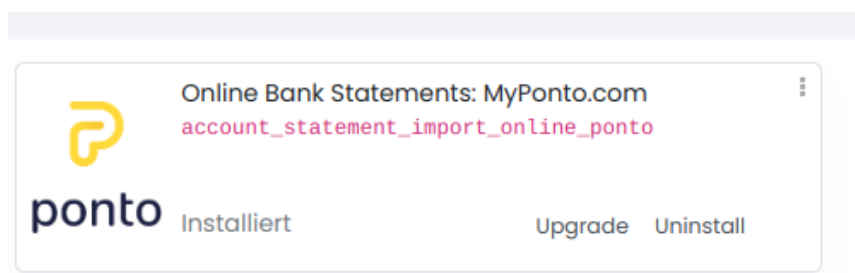 Online Bank Statements: MyPonto.com
account_statement_import_online_ponto
ponto
Installiert
Upgrade Uninstall